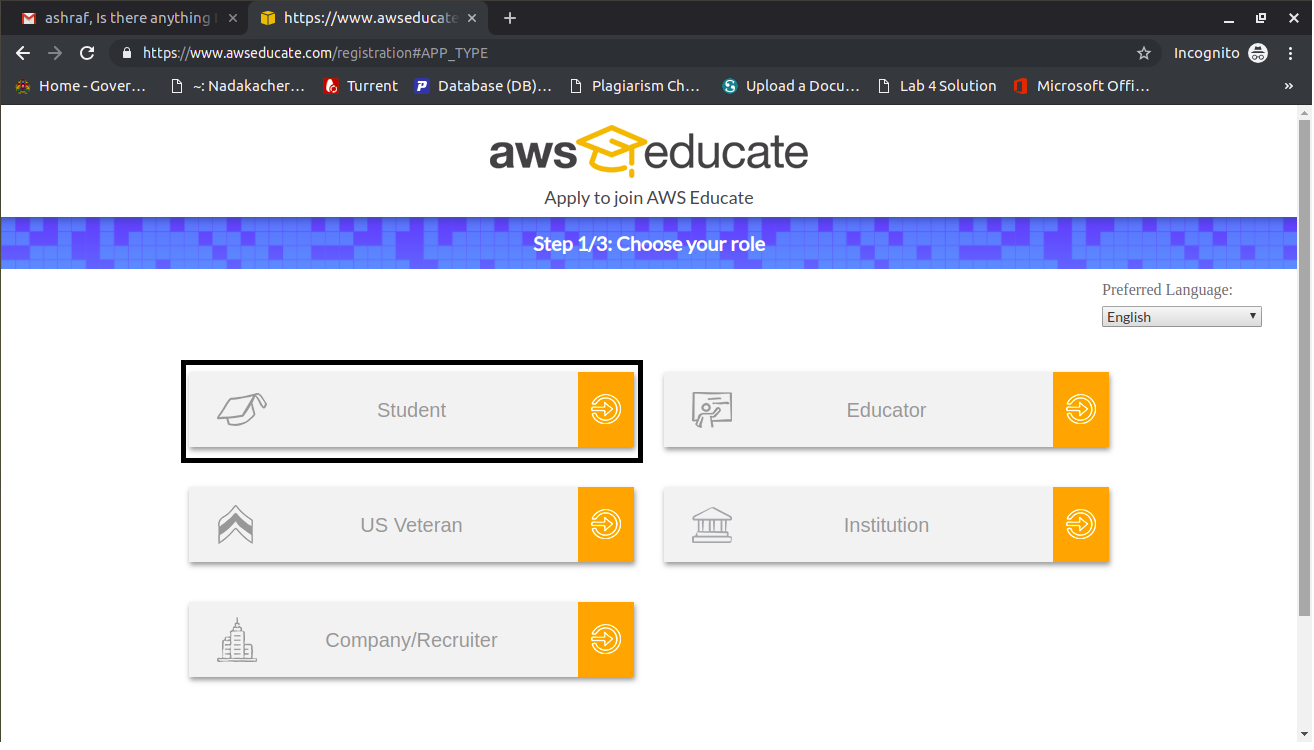 ashraf, Is there anything
https://www.awseducate
https://www.awseducate.com/registration#APP_TYPE
Incognito
Home - Gover...
~: Nadakacher...
Turrent
Database (DB)...
Plagiarism Ch...
Upload a Docu...
Lab 4 Solution
Microsoft Offi...
»
aws educate
Apply to join AWS Educate
Step 1/3: Choose your role
Preferred Language:
English
Student
Educator
US Veteran
Institution
Company/Recruiter